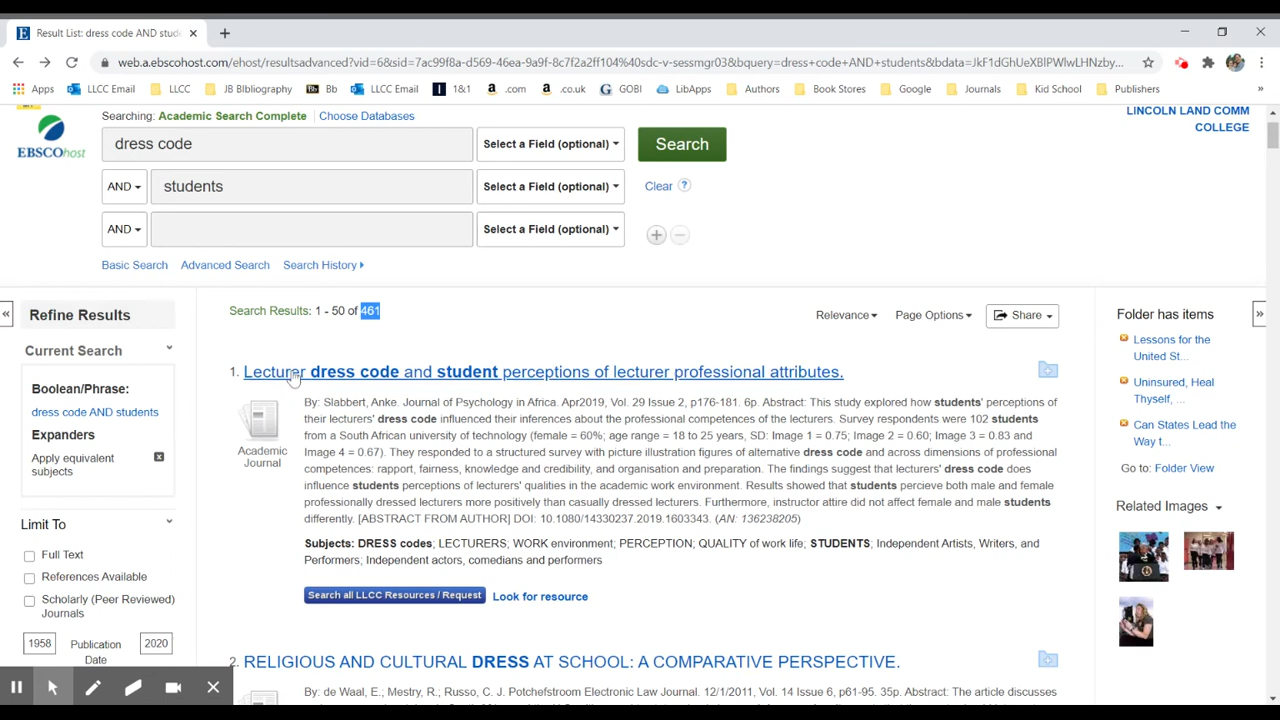 Result List: dress code AND stud
web.a.ebscohost.com/ehost/resultsadvanced?vid=6&sid=7ac99f8a-d569-46ea-9a9f-8c7f2a2ff104%40sdc-v-sessmgr03&bquery=dress+code+AND+students&bdata=JkF1dGhUeXBlPWlwLHNzby...
Apps LLCC Email LLCC JB BIbliography Bb LLCC Email 1&1 .com .co.uk GOBI LibApps Authors Book Stores Google Journals Kid School Publishers »
Searching: Academic Search Complete Choose Databases
LINCOLN LAND COMM
COLLEGE
EBSCOhost
dress code Select a Field (optional) Search
AND students Select a Field (optional) Clear ?
AND Select a Field (optional)
Basic Search Advanced Search Search History
Refine Results
Current Search
Boolean/Phrase:
dress code AND students
Expanders
Apply equivalent
subjects
Limit To
Full Text
References Available
Scholarly (Peer Reviewed)
Journals
1958 Publication
Date 2020
Search Results: 1 - 50 of 461
Relevance Page Options Share
1. Lecturer dress code and student perceptions of lecturer professional attributes.
Academic
Journal
By: Slabbert, Anke. Journal of Psychology in Africa. Apr2019, Vol. 29 Issue 2, p176-181. 6p. Abstract: This study explored how students' perceptions of
their lecturers' dress code influenced their inferences about the professional competences of the lecturers. Survey respondents were 102 students
from a South African university of technology (female = 60%; age range = 18 to 25 years, SD: Image 1 = 0.75; Image 2 = 0.60; Image 3 = 0.83 and
Image 4 = 0.67). They responded to a structured survey with picture illustration figures of alternative dress code and across dimensions of professional
competences: rapport, fairness, knowledge and credibility, and organisation and preparation. The findings suggest that lecturers' dress code does
influence students perceptions of lecturers' qualities in the academic work environment. Results showed that students percieve both male and female
professionally dressed lecturers more positively than casually dressed lecturers. Furthermore, instructor attire did not affect female and male students
differently. [ABSTRACT FROM AUTHOR] DOI: 10.1080/14330237.2019.1603343. (AN: 136238205)
Subjects: DRESS codes; LECTURERS; WORK environment; PERCEPTION; QUALITY of work life; STUDENTS; Independent Artists, Writers, and
Performers; Independent actors, comedians and performers
Search all LLCC Resources / Request Look for resource
2. RELIGIOUS AND CULTURAL DRESS AT SCHOOL: A COMPARATIVE PERSPECTIVE.
By: de Waal, E.; Mestry, R.; Russo, C. J. Potchefstroom Electronic Law Journal. 12/1/2011, Vol. 14 Issue 6, p61-95. 35p. Abstract: The article discusses
Folder has items
Lessons for the
United St...
Uninsured, Heal
Thyself, ...
Can States Lead the
Way t...
Go to: Folder View
Related Images